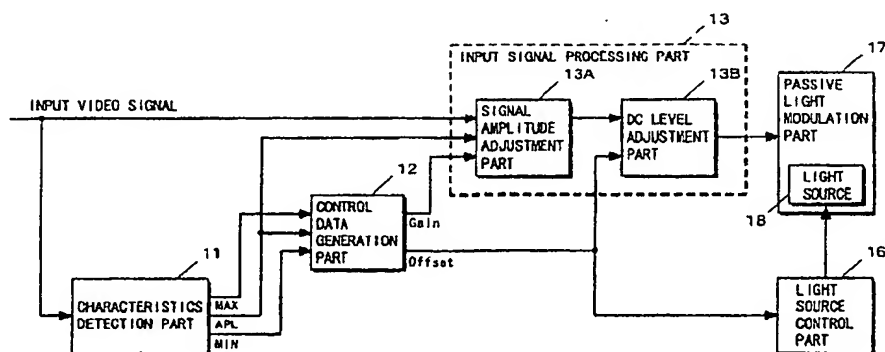 13
INPUT SIGNAL PROCESSING PART
17
13A
13B
INPUT VIDEO SIGNAL
SIGNAL
AMPLITUDE
ADJUSTMENT
PART
DC LEVEL
ADJUSTMENT
PART
PASSIVE
LIGHT
MODULATION
PART
LIGHT
SOURCE
18
12
CONTROL
DATA
GENERATION
PART
Gain
Offset
11
CHARACTERISTICS
DETECTION PART
MAX
APL
MIN
16
LIGHT
SOURCE
CONTROL
PART